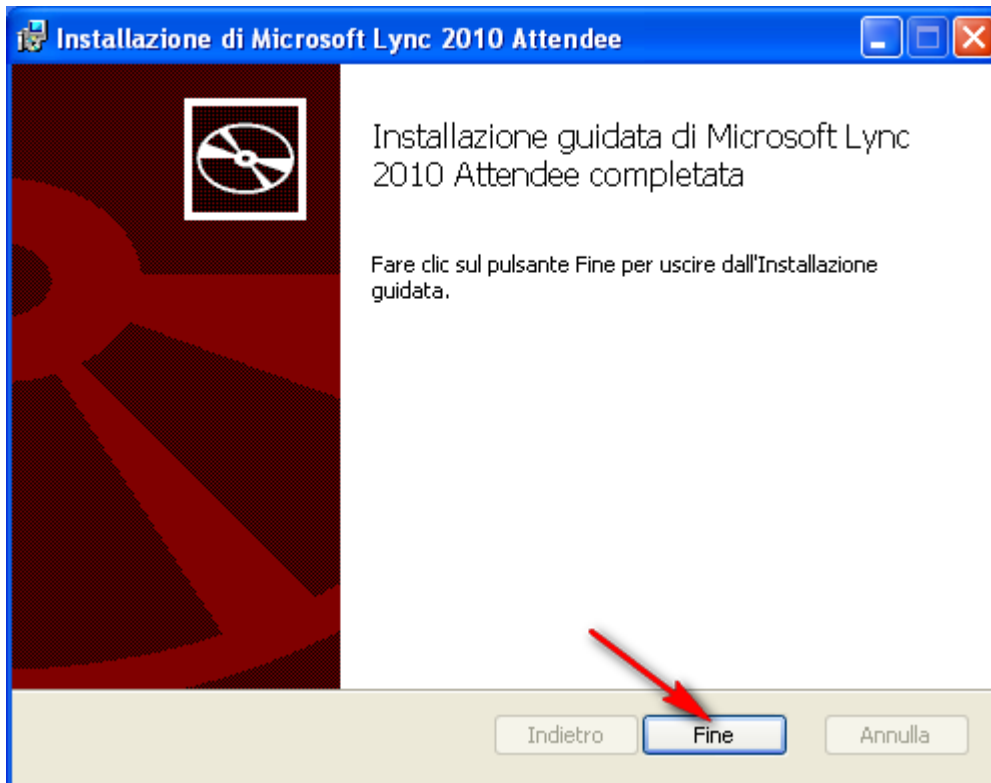 Installazione di Microsoft Lync 2010 Attendee
Installazione guidata di Microsoft Lync
2010 Attendee completata
Fare clic sul pulsante Fine per uscire dall'Installazione
guidata.
Indietro
Fine
Annulla